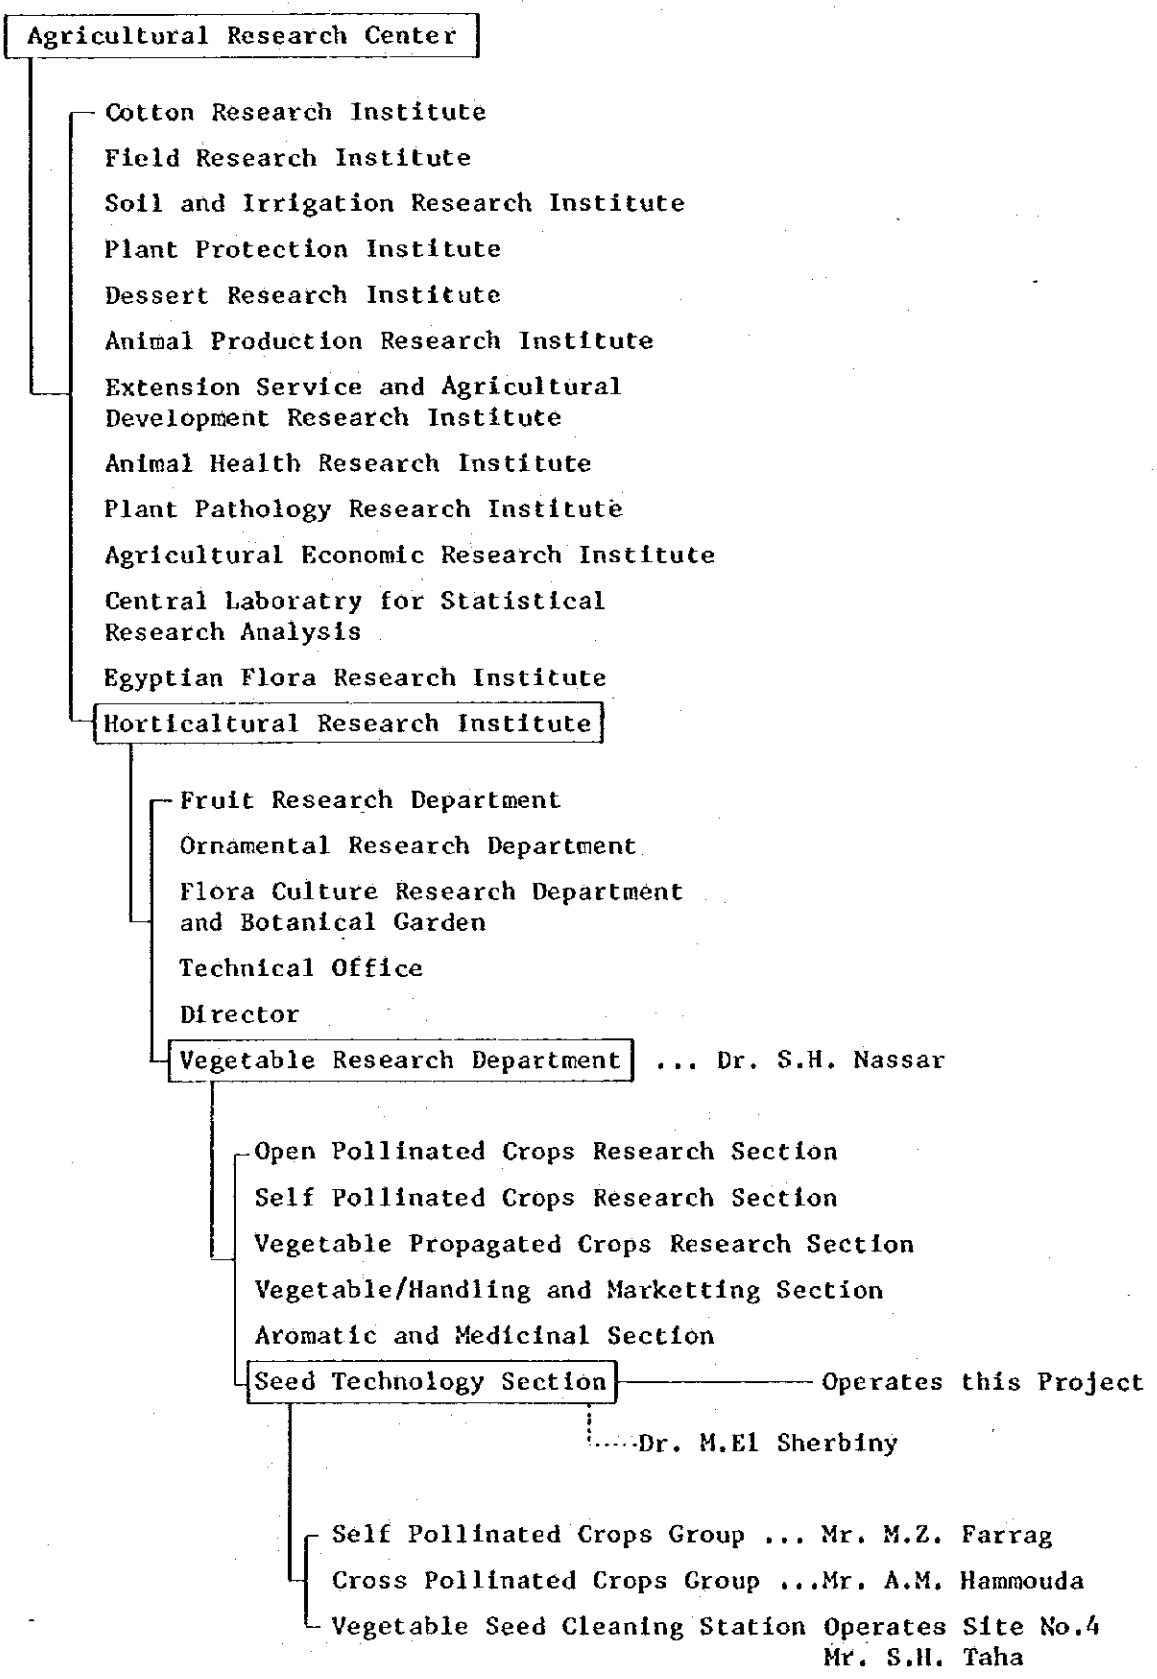 Agricultural Research Center
Cotton Research Institute
Field Research Institute
Soil and Irrigation Research Institute
Plant Protection Institute
Dessert Research Institute
Animal Production Research Institute
Extension Service and Agricultural
Development Research Institute
Animal Health Research Institute
Plant Pathology Research Institute
Agricultural Economic Research Institute
Central Laboratry for Statistical
Research Analysis
Egyptian Flora Research Institute
Horticaltural Research Institute
Fruit Research Department
Ornamental Research Department
Flora Culture Research Department
and Botanical Garden
Technical Office
Director
Vegetable Research Department ... Dr. S.H. Nassar
Open Pollinated Crops Research Section
Self Pollinated Crops Research Section
Vegetable Propagated Crops Research Section
Vegetable/Handling and Marketting Section
Aromatic and Medicinal Section
Seed Technology Section Operates this Project
Dr. M.El Sherbiny
Self Pollinated Crops Group ... Mr. M.Z. Farrag
Cross Pollinated Crops Group ...Mr. A.M. Hammouda
Vegetable Seed Cleaning Station Operates Site No.4
Mr. S.H. Taha